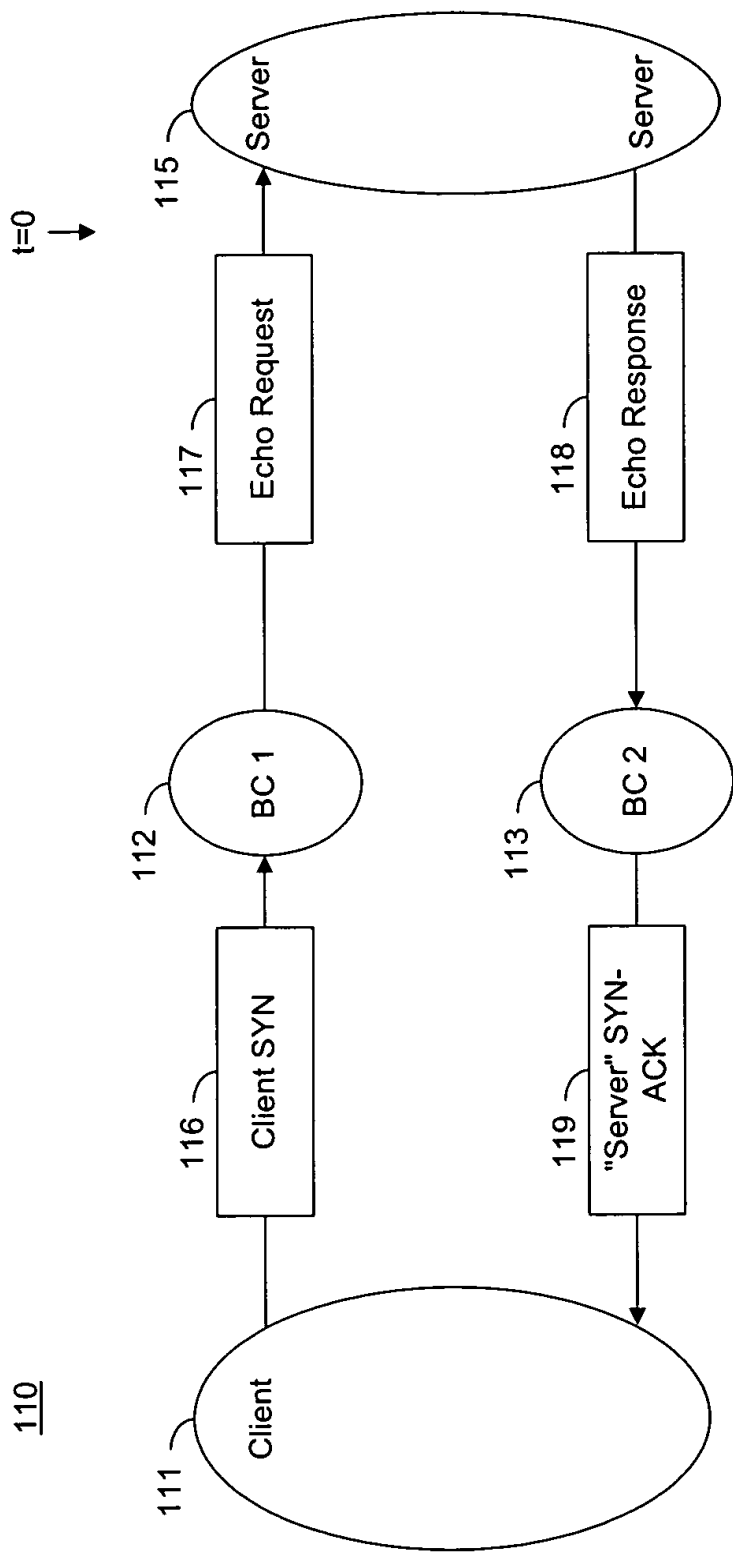 110
t=0
111
Client
116
Client SYN
112
BC 1
117
Echo Request
115
Server
119
"Server" SYN-
ACK
113
BC 2
118
Echo Response
Server